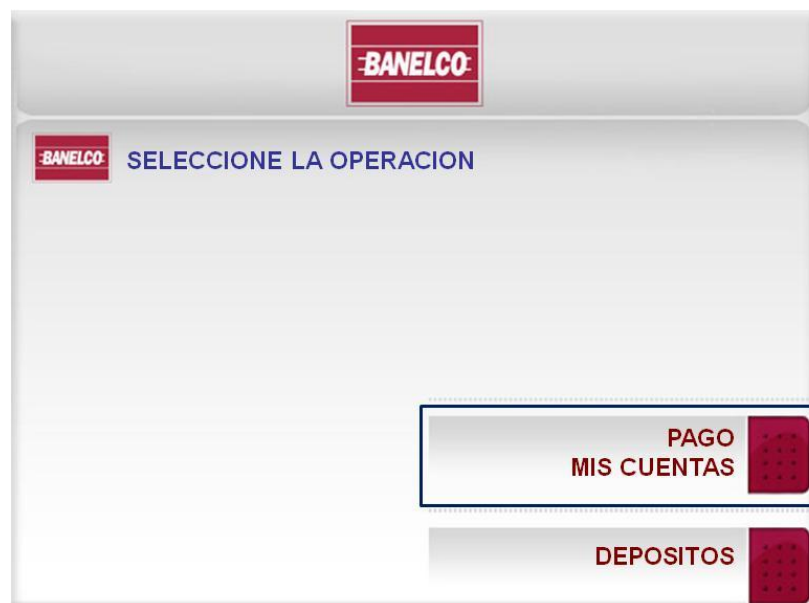 BANELCO
BANELCO
SELECCIONE LA OPERACION
PAGO
MIS CUENTAS
DEPOSITOS